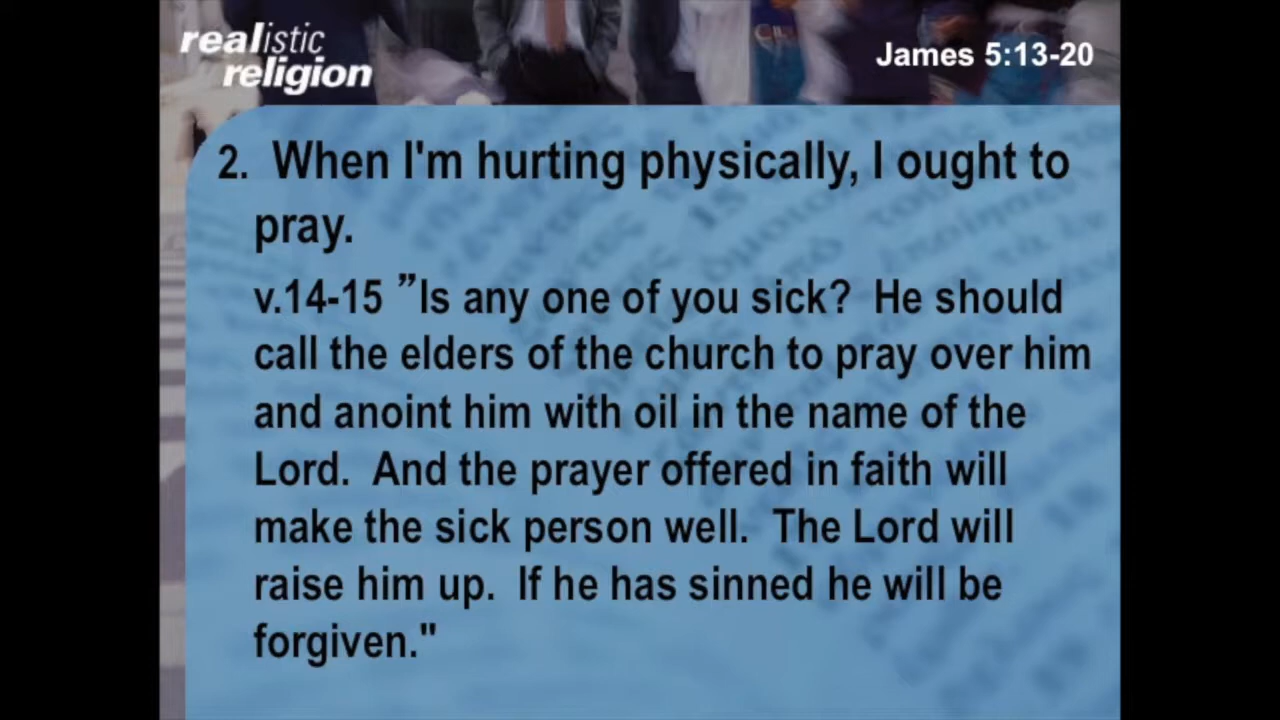 realistic
religion
James 5:13-20
2. When I'm hurting physically, I ought to
pray.
v.14-15 ”Is any one of you sick? He should
call the elders of the church to pray over him
and anoint him with oil in the name of the
Lord. And the prayer offered in faith will
make the sick person well. The Lord will
raise him up. If he has sinned he will be
forgiven."